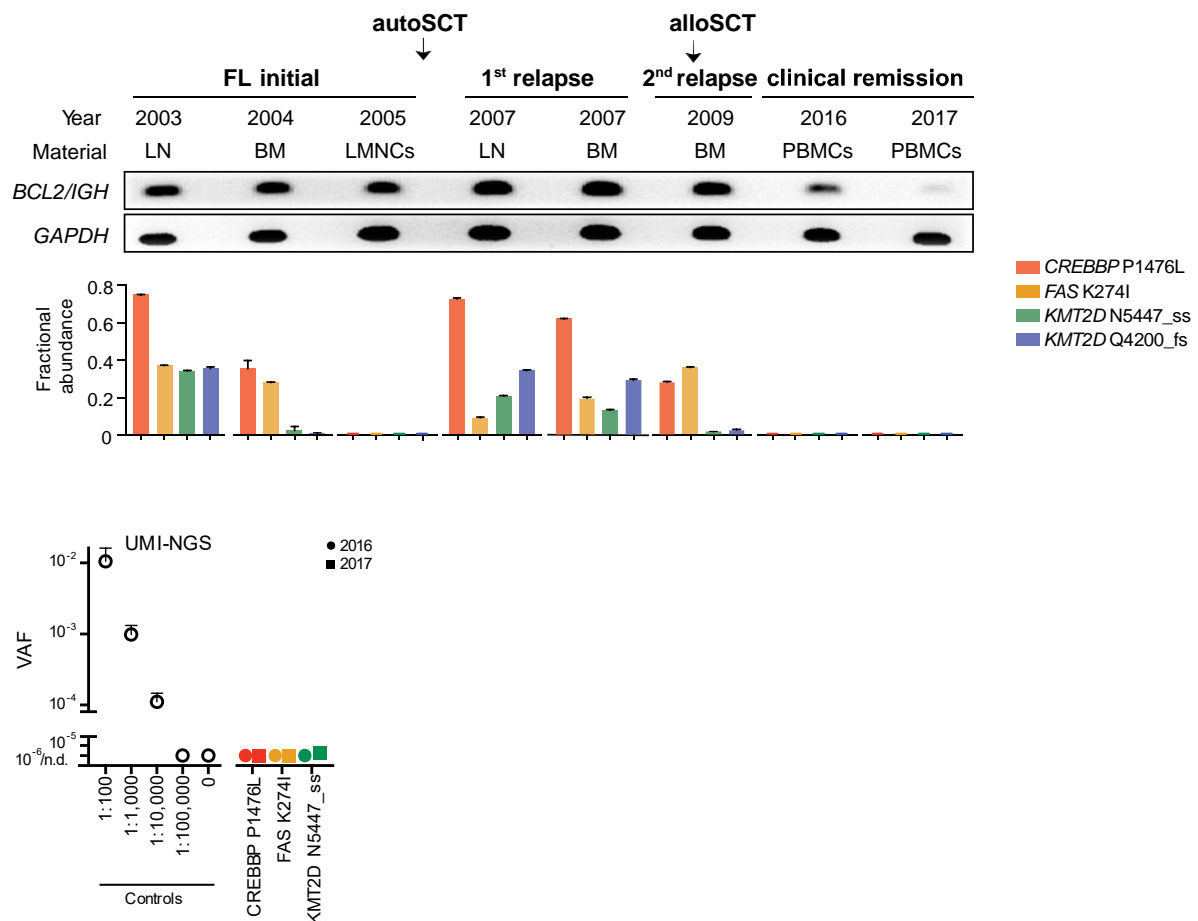 autoSCT alloSCT
FL initial 1st relapse 2nd relapse clinical remission
Year 2003 2004 2005 2007 2007 2009 2016 2017
Material LN BM LMNCs LN BM BM PBMCs PBMCs
BCL2/IGH
GAPDH
CREBBP P1476L
FAS K274I
KMT2D N5447_ss
KMT2D Q4200_fs
Fractional
abundance
0.8
0.6
0.4
0.2
0
UMI-NGS
2016
2017
VAF
10-2
10-3
10-4
10-5
10-6/n.d.
1:100
1:1,000
1:10,000
1:100,000
0
Controls
CREBBP P1476L
FAS K274I
KMT2D N5447_ss